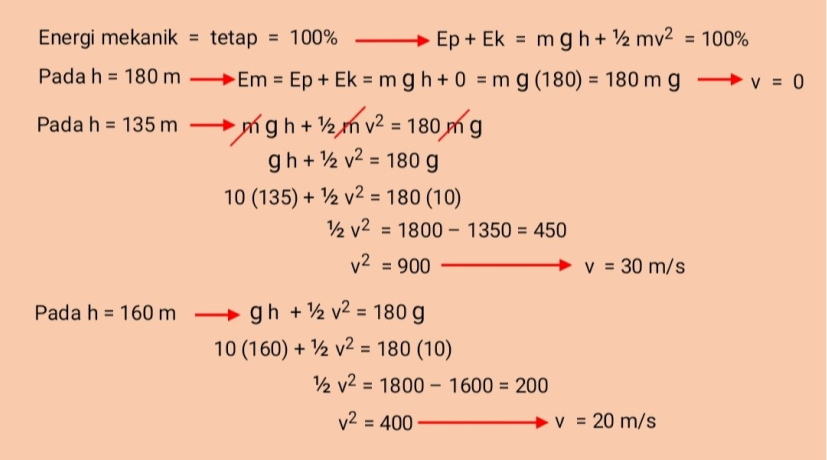 Energi mekanik = tetap = 100% ⟶ Ep + Ek = m g h + ½ mv² = 100%
Pada h = 180 m ⟶ Em = Ep + Ek = m g h + 0 = m g (180) = 180 m g ⟶ v = 0
Pada h = 135 m ⟶ m g h + ½ m v² = 180 m g
g h + ½ v² = 180 g
10 (135) + ½ v² = 180 (10)
½ v² = 1800 – 1350 = 450
v² = 900 ⟶ v = 30 m/s
Pada h = 160 m ⟶ g h + ½ v² = 180 g
10 (160) + ½ v² = 180 (10)
½ v² = 1800 – 1600 = 200
v² = 400 ⟶ v = 20 m/s